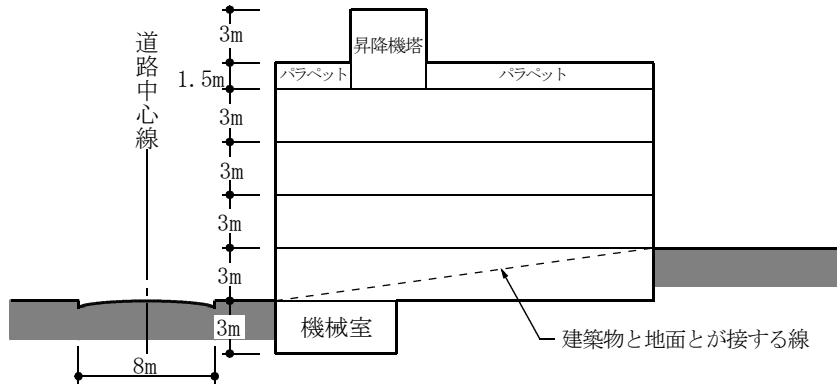 3m
昇降機塔
道路中心線
1.5m
パラペット
パラペット
3m
3m
3m
3m
3m
機械室
建築物と地面とが接する線
8m